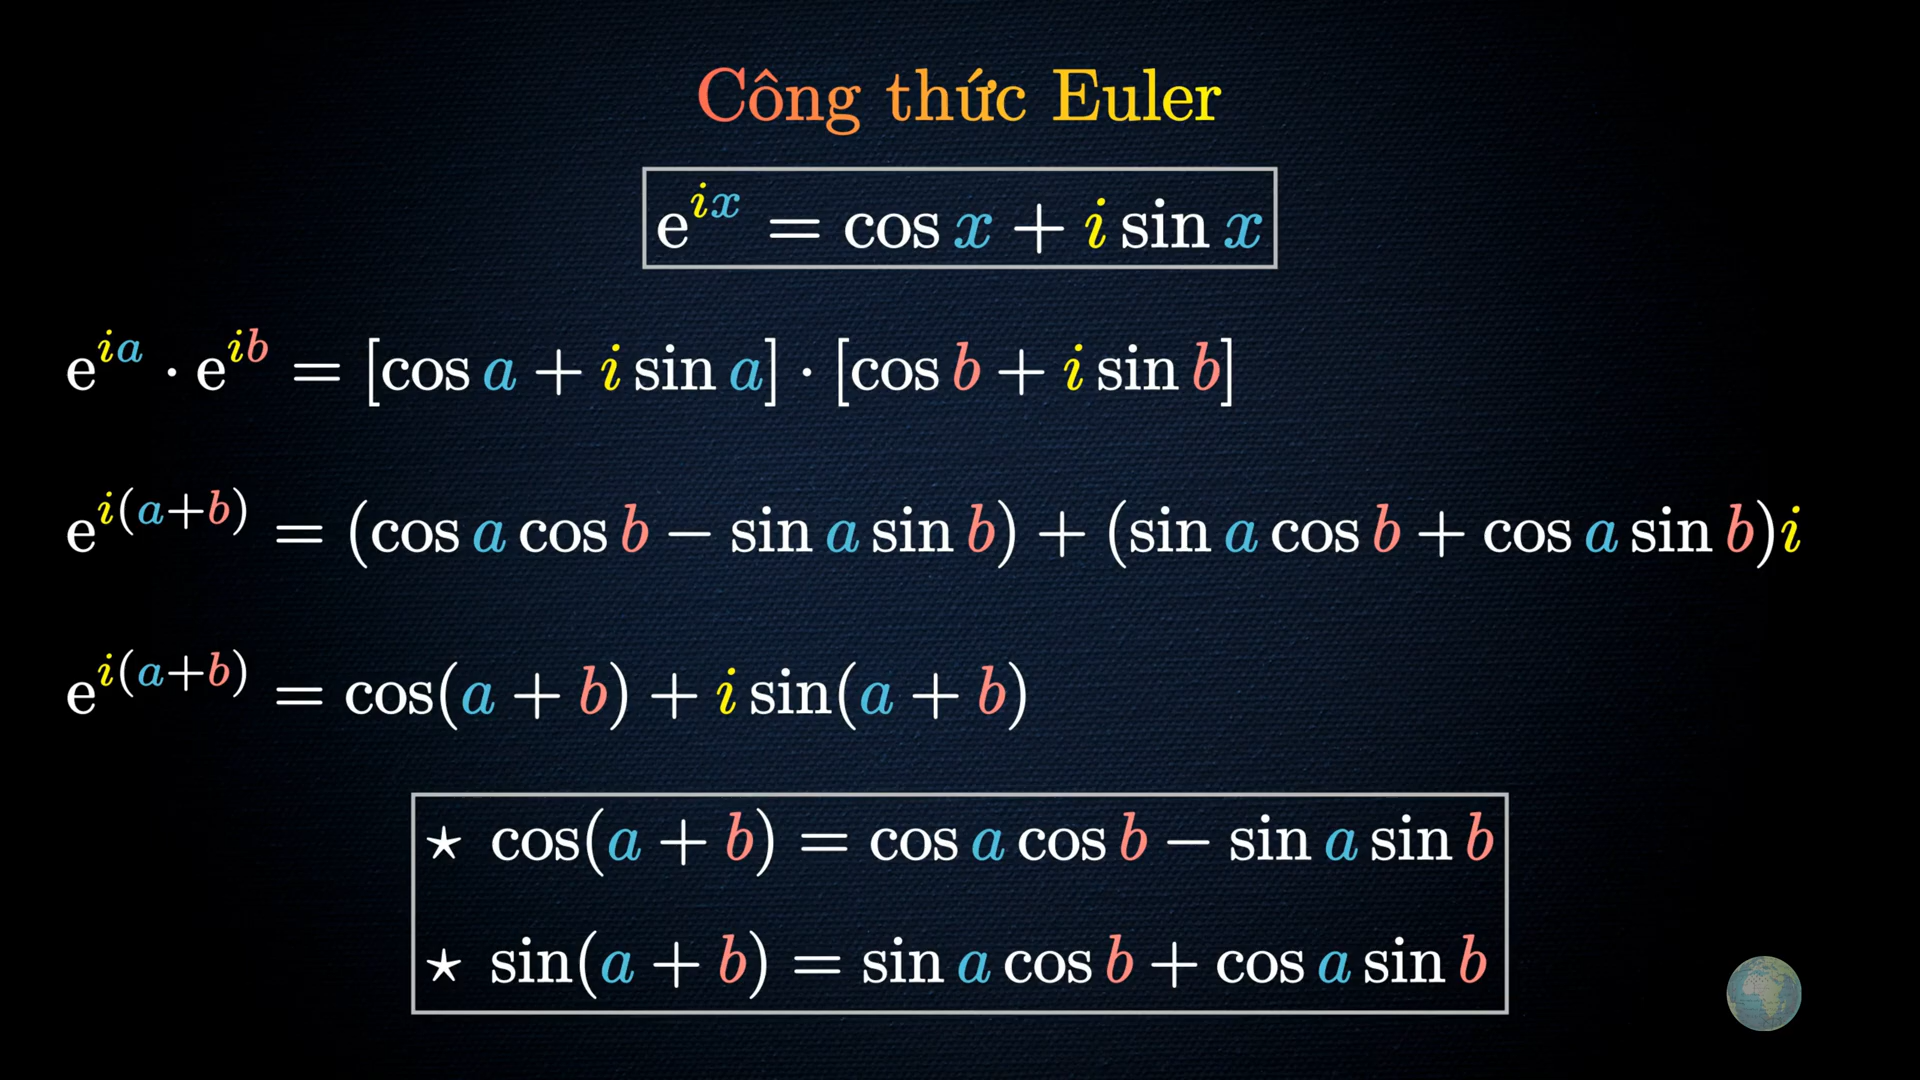 Công thức Euler
e^{ix} = cos x + i sin x
e^{ia} · e^{ib} = [cos a + i sin a] · [cos b + i sin b]
e^{i(a+b)} = (cos a cos b − sin a sin b) + (sin a cos b + cos a sin b)i
e^{i(a+b)} = cos(a + b) + i sin(a + b)
⋆ cos(a + b) = cos a cos b − sin a sin b
⋆ sin(a + b) = sin a cos b + cos a sin b